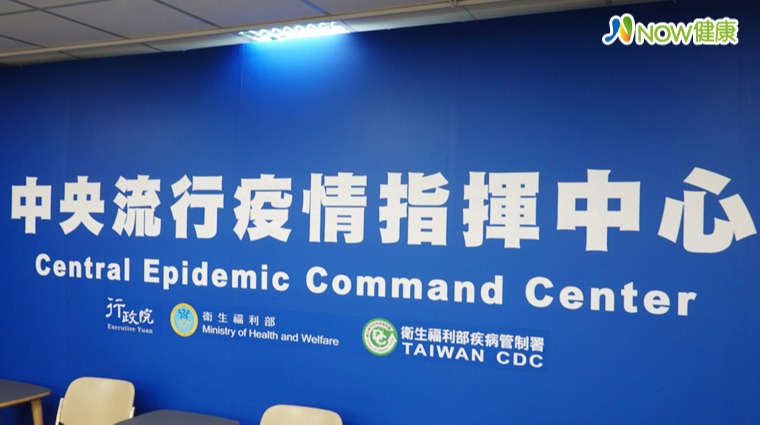 NOW健康
中央流行疫情指揮中心
Central Epidemic Command Center
行政院
Executive Yuan
衛生福利部
Ministry of Health and Welfare
衛生福利部疾病管制署
TAIWAN CDC